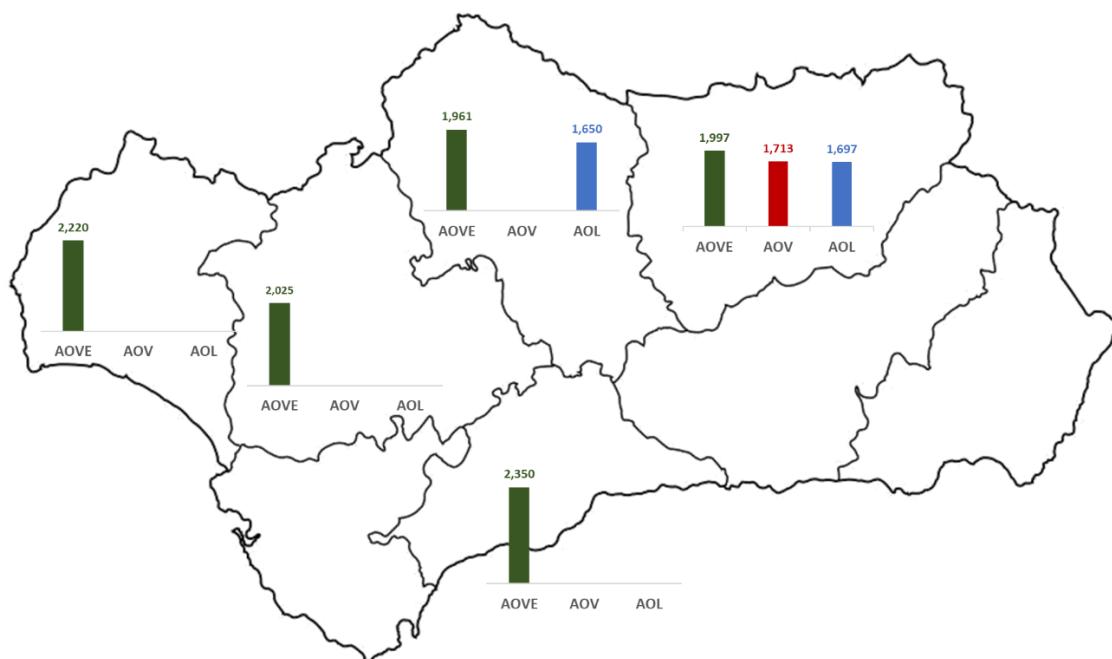 1,961
1,650
AOVE AOV AOL
1,997
1,713
1,697
AOVE AOV AOL
2,220
AOVE AOV AOL
2,025
AOVE AOV AOL
2,350
AOVE AOV AOL